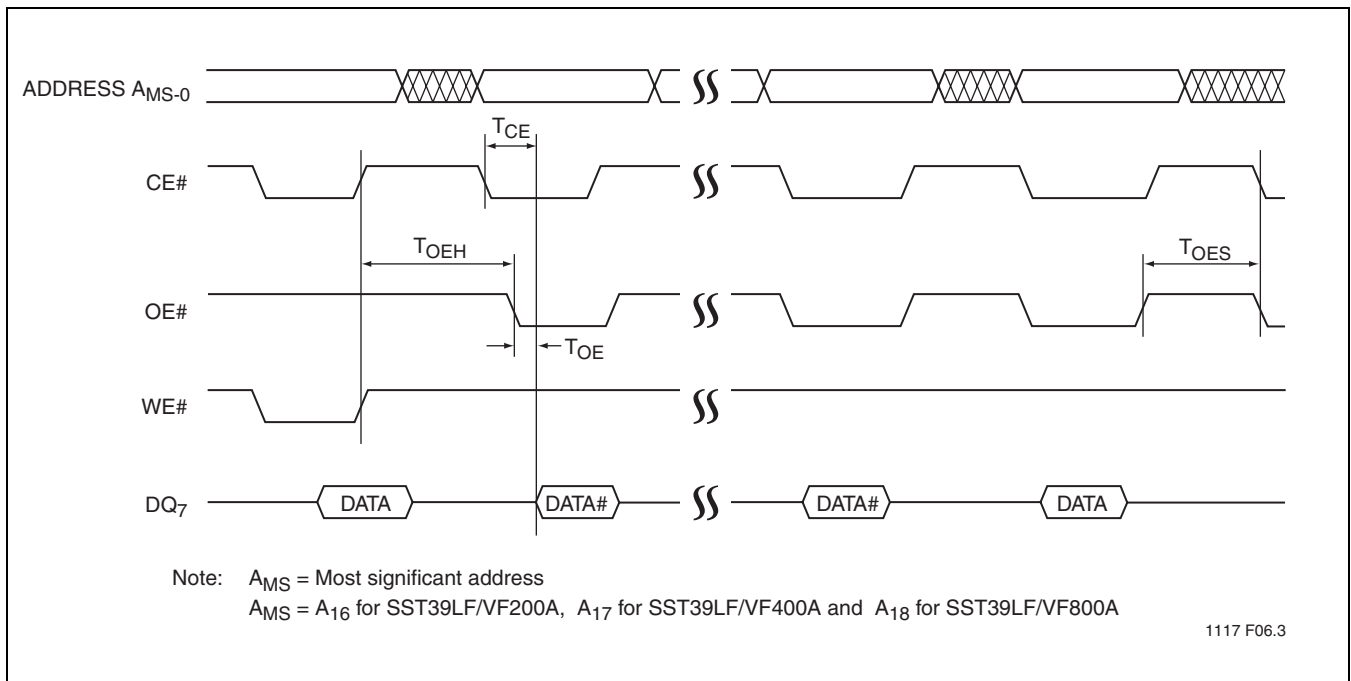 ADDRESS AMS-0
TCE
CE#
TOEH
TOES
OE#
TOE
WE#
DQ7 DATA DATA# DATA# DATA
Note: AMS = Most significant address
AMS = A16 for SST39LF/VF200A, A17 for SST39LF/VF400A and A18 for SST39LF/VF800A
1117 F06.3